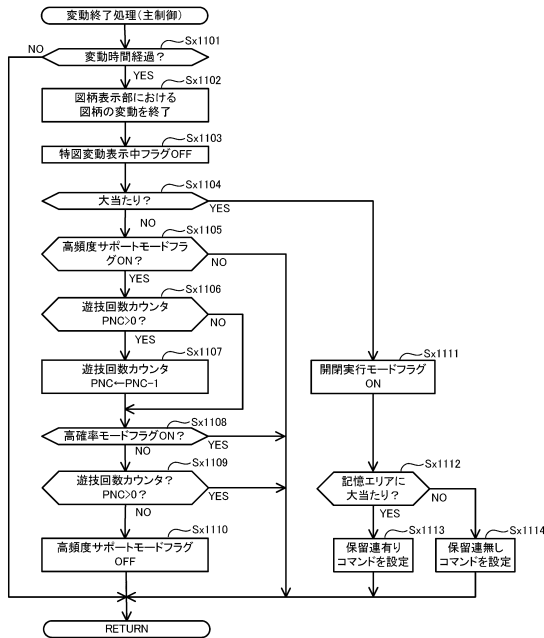 変動終了処理(主制御)
Sx1101
変動時間経過？
NO
YES
Sx1102
図柄表示部における
図柄の変動を終了
Sx1103
特図変動表示中フラグOFF
Sx1104
大当たり？
YES
NO
Sx1105
高頻度サポートモードフラ
グON？
NO
YES
Sx1106
遊技回数カウンタ
PNC>0？
NO
YES
Sx1107
遊技回数カウンタ
PNC←PNC-1
Sx1108
高確率モードフラグON？
YES
NO
Sx1109
遊技回数カウンタ？
PNC>0？
YES
NO
Sx1110
高頻度サポートモードフラグ
OFF
Sx1111
開閉実行モードフラグ
ON
Sx1112
記憶エリアに
大当たり？
NO
YES
Sx1113
保留連有り
コマンドを設定
Sx1114
保留連無し
コマンドを設定
RETURN